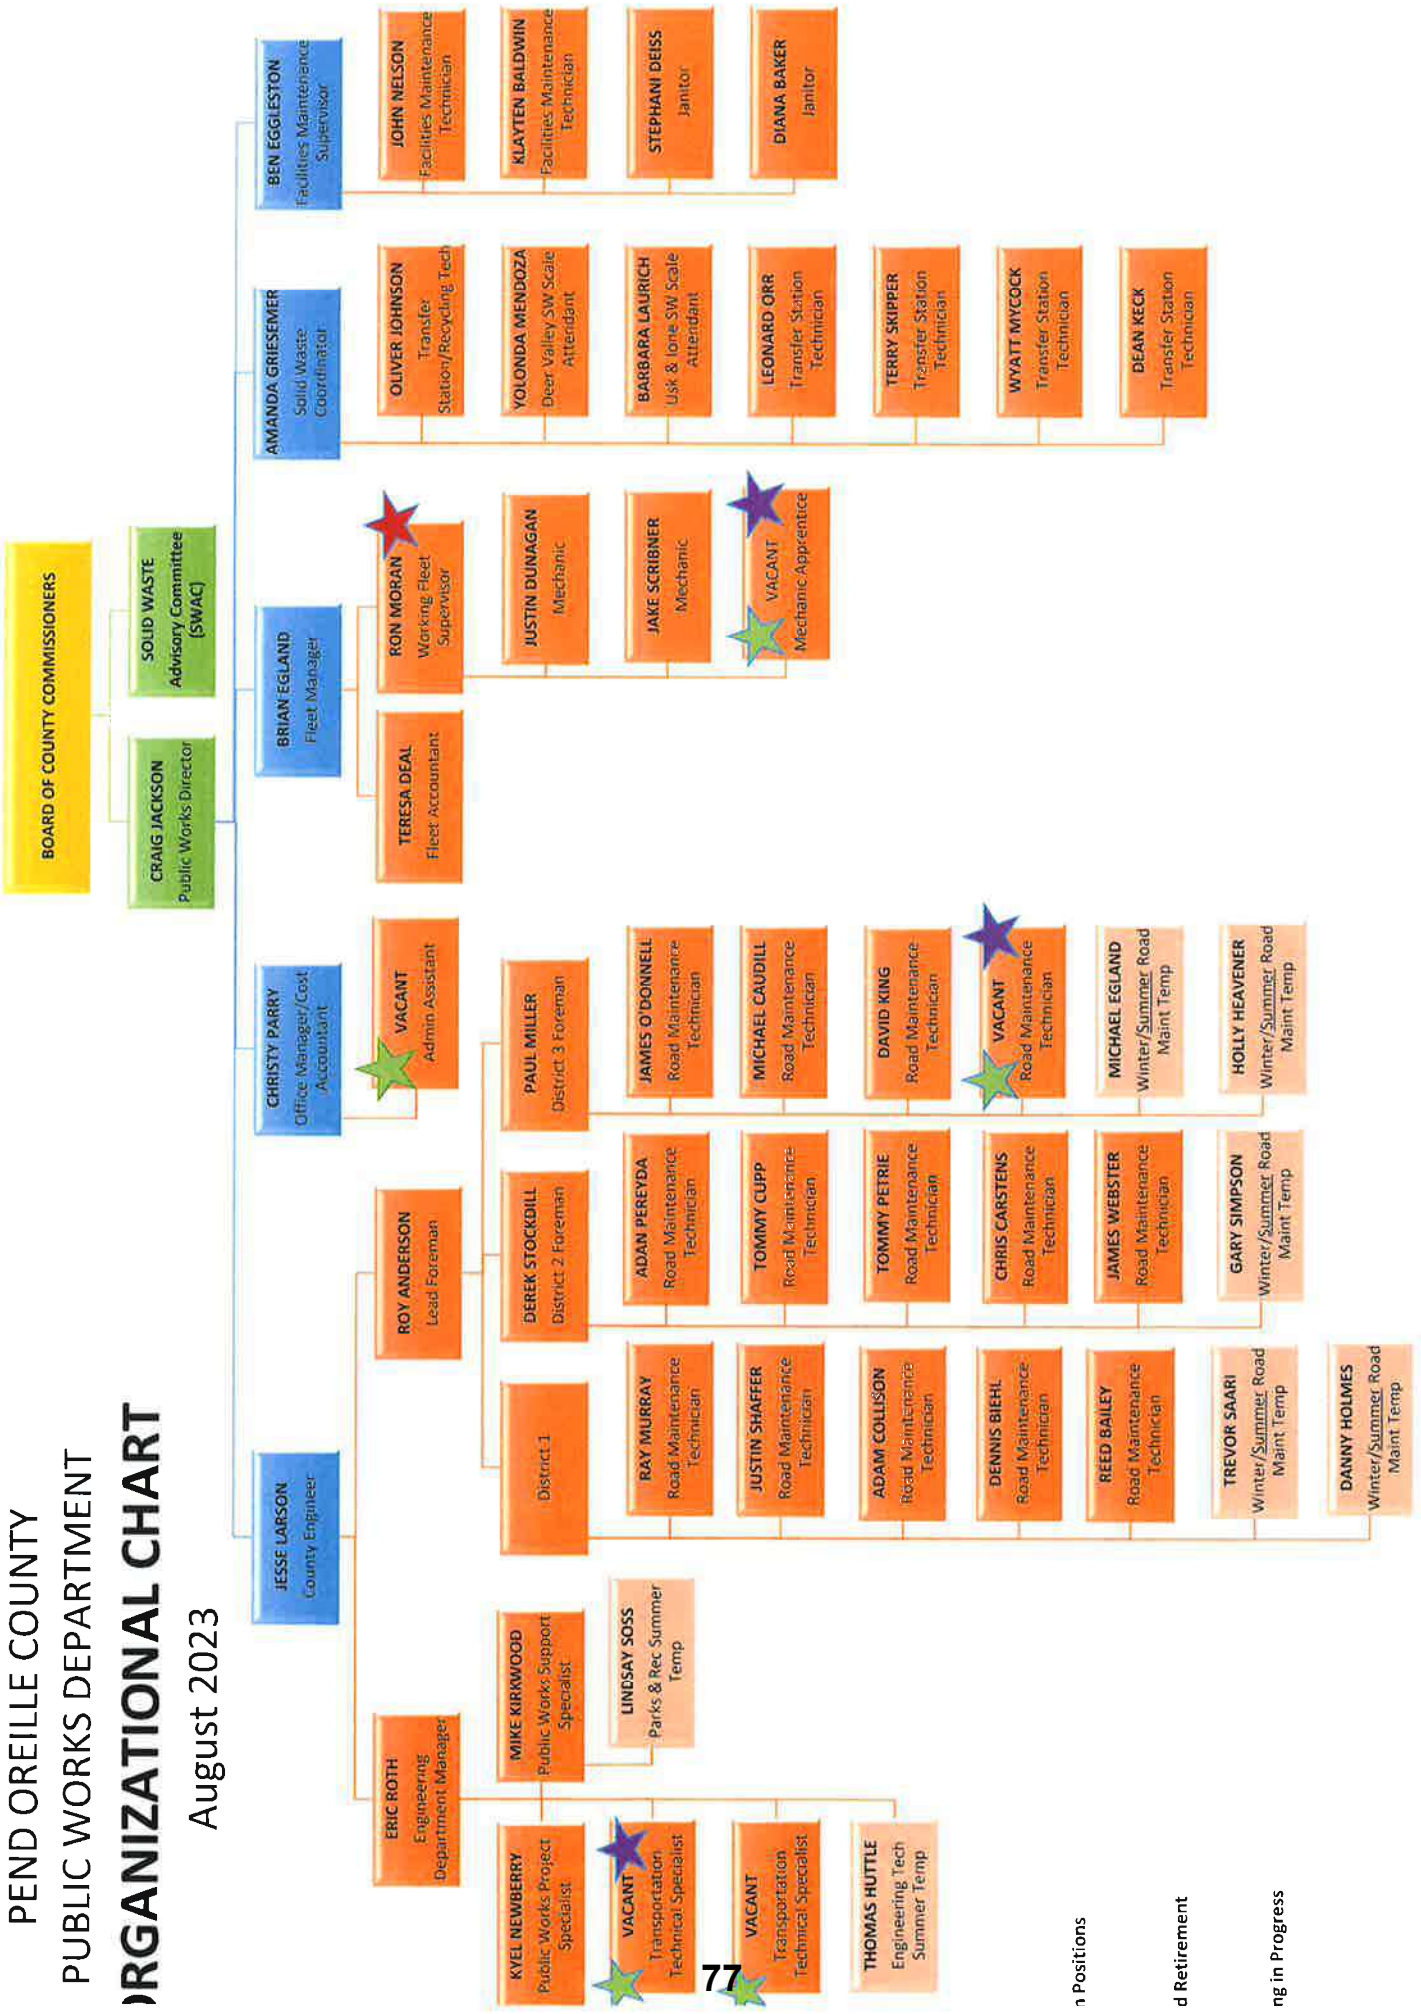 PEND OREILLE COUNTY
PUBLIC WORKS DEPARTMENT
RGANIZATIONAL CHART
August 2023
BOARD OF COUNTY COMMISSIONERS
CRAIG JACKSON
Public Works Director
SOLID WASTE
Advisory Committee
(SWAC)
JESSE LARSON
County Engineer
CHRISTY PARRY
Office Manager/Cost
Accountant
BRIAN EGLAND
Fleet Manager
AMANDA GRIESEMER
Solid Waste
Coordinator
BEN EGGLESTON
Facilities Maintenance
Supervisor
ERIC ROTH
Engineering
Department Manager
ROY ANDERSON
Lead Foreman
VACANT
Admin Assistant
TERESA DEAL
Fleet Accountant
RON MORAN
Working Fleet
Supervisor
OLIVER JOHNSON
Transfer
Station/Recycling Tech
JOHN NELSON
Facilities Maintenance
Technician
KYEL NEWBERRY
Public Works Project
Specialist
MIKE KIRKWOOD
Public Works Support
Specialist
District 1
DEREK STOCKDILL
District 2 Foreman
PAUL MILLER
District 3 Foreman
JUSTIN DUNAGAN
Mechanic
YOLONDA MENDOZA
Deer Valley SW Scale
Attendant
KLAYTEN BALDWIN
Facilities Maintenance
Technician
VACANT
Transportation
Technical Specialist
LINDSAY SOSS
Parks & Rec Summer
Temp
RAY MURRAY
Road Maintenance
Technician
ADAN PEREYDA
Road Maintenance
Technician
JAMES O'DONNELL
Road Maintenance
Technician
JAKE SCRIBNER
Mechanic
BARBARA LAURICH
Usk & Ione SW Scale
Attendant
STEPHANI DEISS
Janitor
VACANT
Transportation
Technical Specialist
JUSTIN SHAFFER
Road Maintenance
Technician
TOMMY CUPP
Road Maintenance
Technician
MICHAEL CAUDILL
Road Maintenance
Technician
VACANT
Mechanic Apprentice
LEONARD ORR
Transfer Station
Technician
DIANA BAKER
Janitor
THOMAS HUTTLE
Engineering Tech
Summer Temp
ADAM COLLISON
Road Maintenance
Technician
TOMMY PETRIE
Road Maintenance
Technician
DAVID KING
Road Maintenance
Technician
TERRY SKIPPER
Transfer Station
Technician
DENNIS BIEHL
Road Maintenance
Technician
CHRIS CARSTENS
Road Maintenance
Technician
VACANT
Road Maintenance
Technician
WYATT MYCOCK
Transfer Station
Technician
REED BAILEY
Road Maintenance
Technician
JAMES WEBSTER
Road Maintenance
Technician
MICHAEL EGLAND
Winter/Summer Road
Maint Temp
DEAN KECK
Transfer Station
Technician
TREVOR SAARI
Winter/Summer Road
Maint Temp
GARY SIMPSON
Winter/Summer Road
Maint Temp
HOLLY HEAVENER
Winter/Summer Road
Maint Temp
DANNY HOLMES
Winter/Summer Road
Maint Temp
n Positions
d Retirement
ng in Progress
77